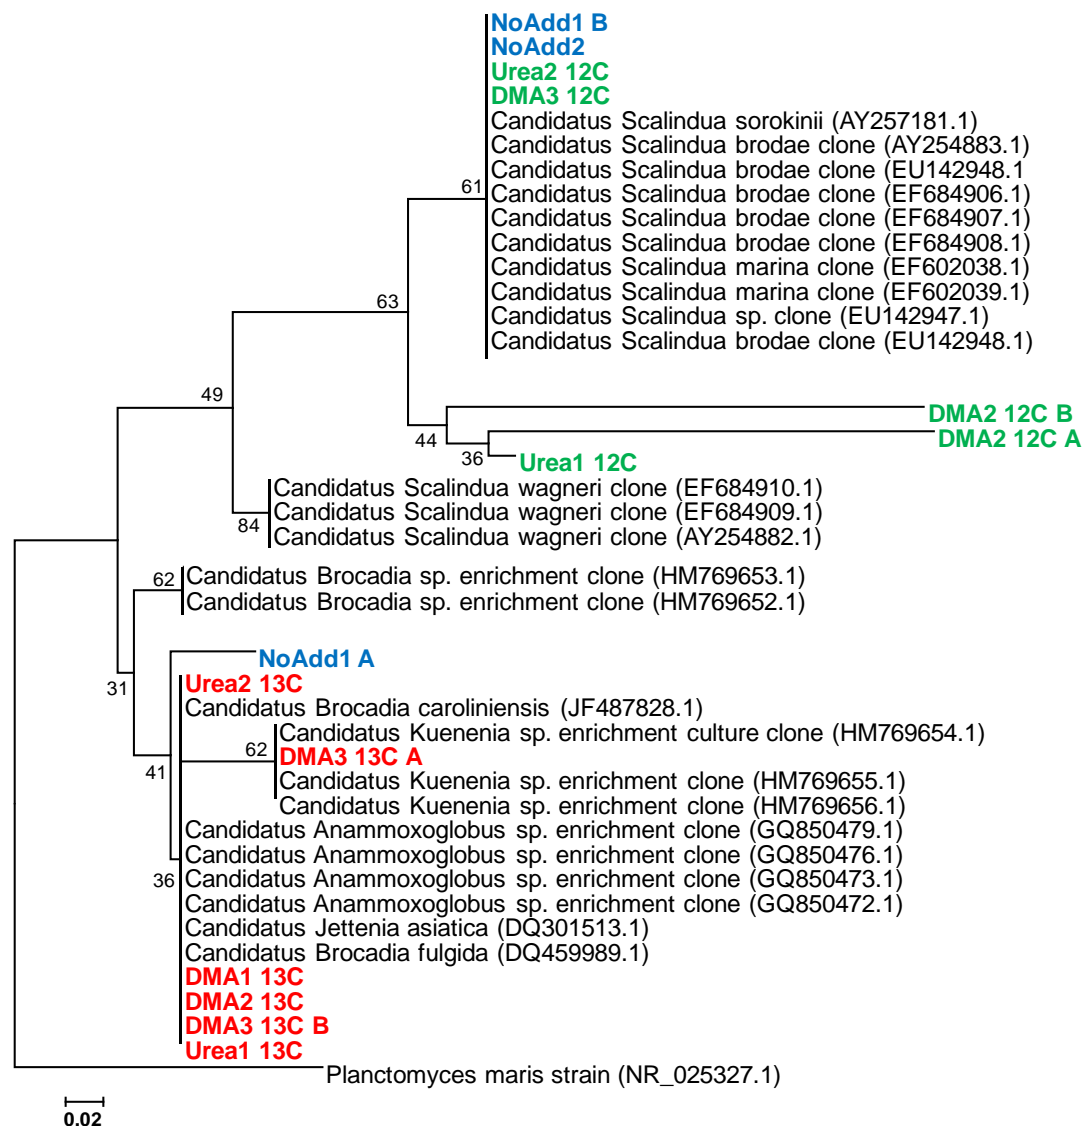 NoAdd1 B
NoAdd2
Urea2 12C
DMA3 12C
Candidatus Scalindua sorokinii (AY257181.1)
Candidatus Scalindua brodae clone (AY254883.1)
Candidatus Scalindua brodae clone (EU142948.1
61
Candidatus Scalindua brodae clone (EF684906.1)
Candidatus Scalindua brodae clone (EF684907.1)
Candidatus Scalindua brodae clone (EF684908.1)
Candidatus Scalindua marina clone (EF602038.1)
Candidatus Scalindua marina clone (EF602039.1)
63
Candidatus Scalindua sp. clone (EU142947.1)
Candidatus Scalindua brodae clone (EU142948.1)
49
DMA2 12C B
44
DMA2 12C A
36
Urea1 12C
Candidatus Scalindua wagneri clone (EF684910.1)
Candidatus Scalindua wagneri clone (EF684909.1)
84
Candidatus Scalindua wagneri clone (AY254882.1)
62
Candidatus Brocadia sp. enrichment clone (HM769653.1)
Candidatus Brocadia sp. enrichment clone (HM769652.1)
NoAdd1 A
31
Urea2 13C
Candidatus Brocadia caroliniensis (JF487828.1)
Candidatus Kuenenia sp. enrichment culture clone (HM769654.1)
62
DMA3 13C A
41
Candidatus Kuenenia sp. enrichment clone (HM769655.1)
Candidatus Kuenenia sp. enrichment clone (HM769656.1)
Candidatus Anammoxoglobus sp. enrichment clone (GQ850479.1)
Candidatus Anammoxoglobus sp. enrichment clone (GQ850476.1)
36
Candidatus Anammoxoglobus sp. enrichment clone (GQ850473.1)
Candidatus Anammoxoglobus sp. enrichment clone (GQ850472.1)
Candidatus Jettenia asiatica (DQ301513.1)
Candidatus Brocadia fulgida (DQ459989.1)
DMA1 13C
DMA2 13C
DMA3 13C B
Urea1 13C
Planctomyces maris strain (NR_025327.1)
0.02